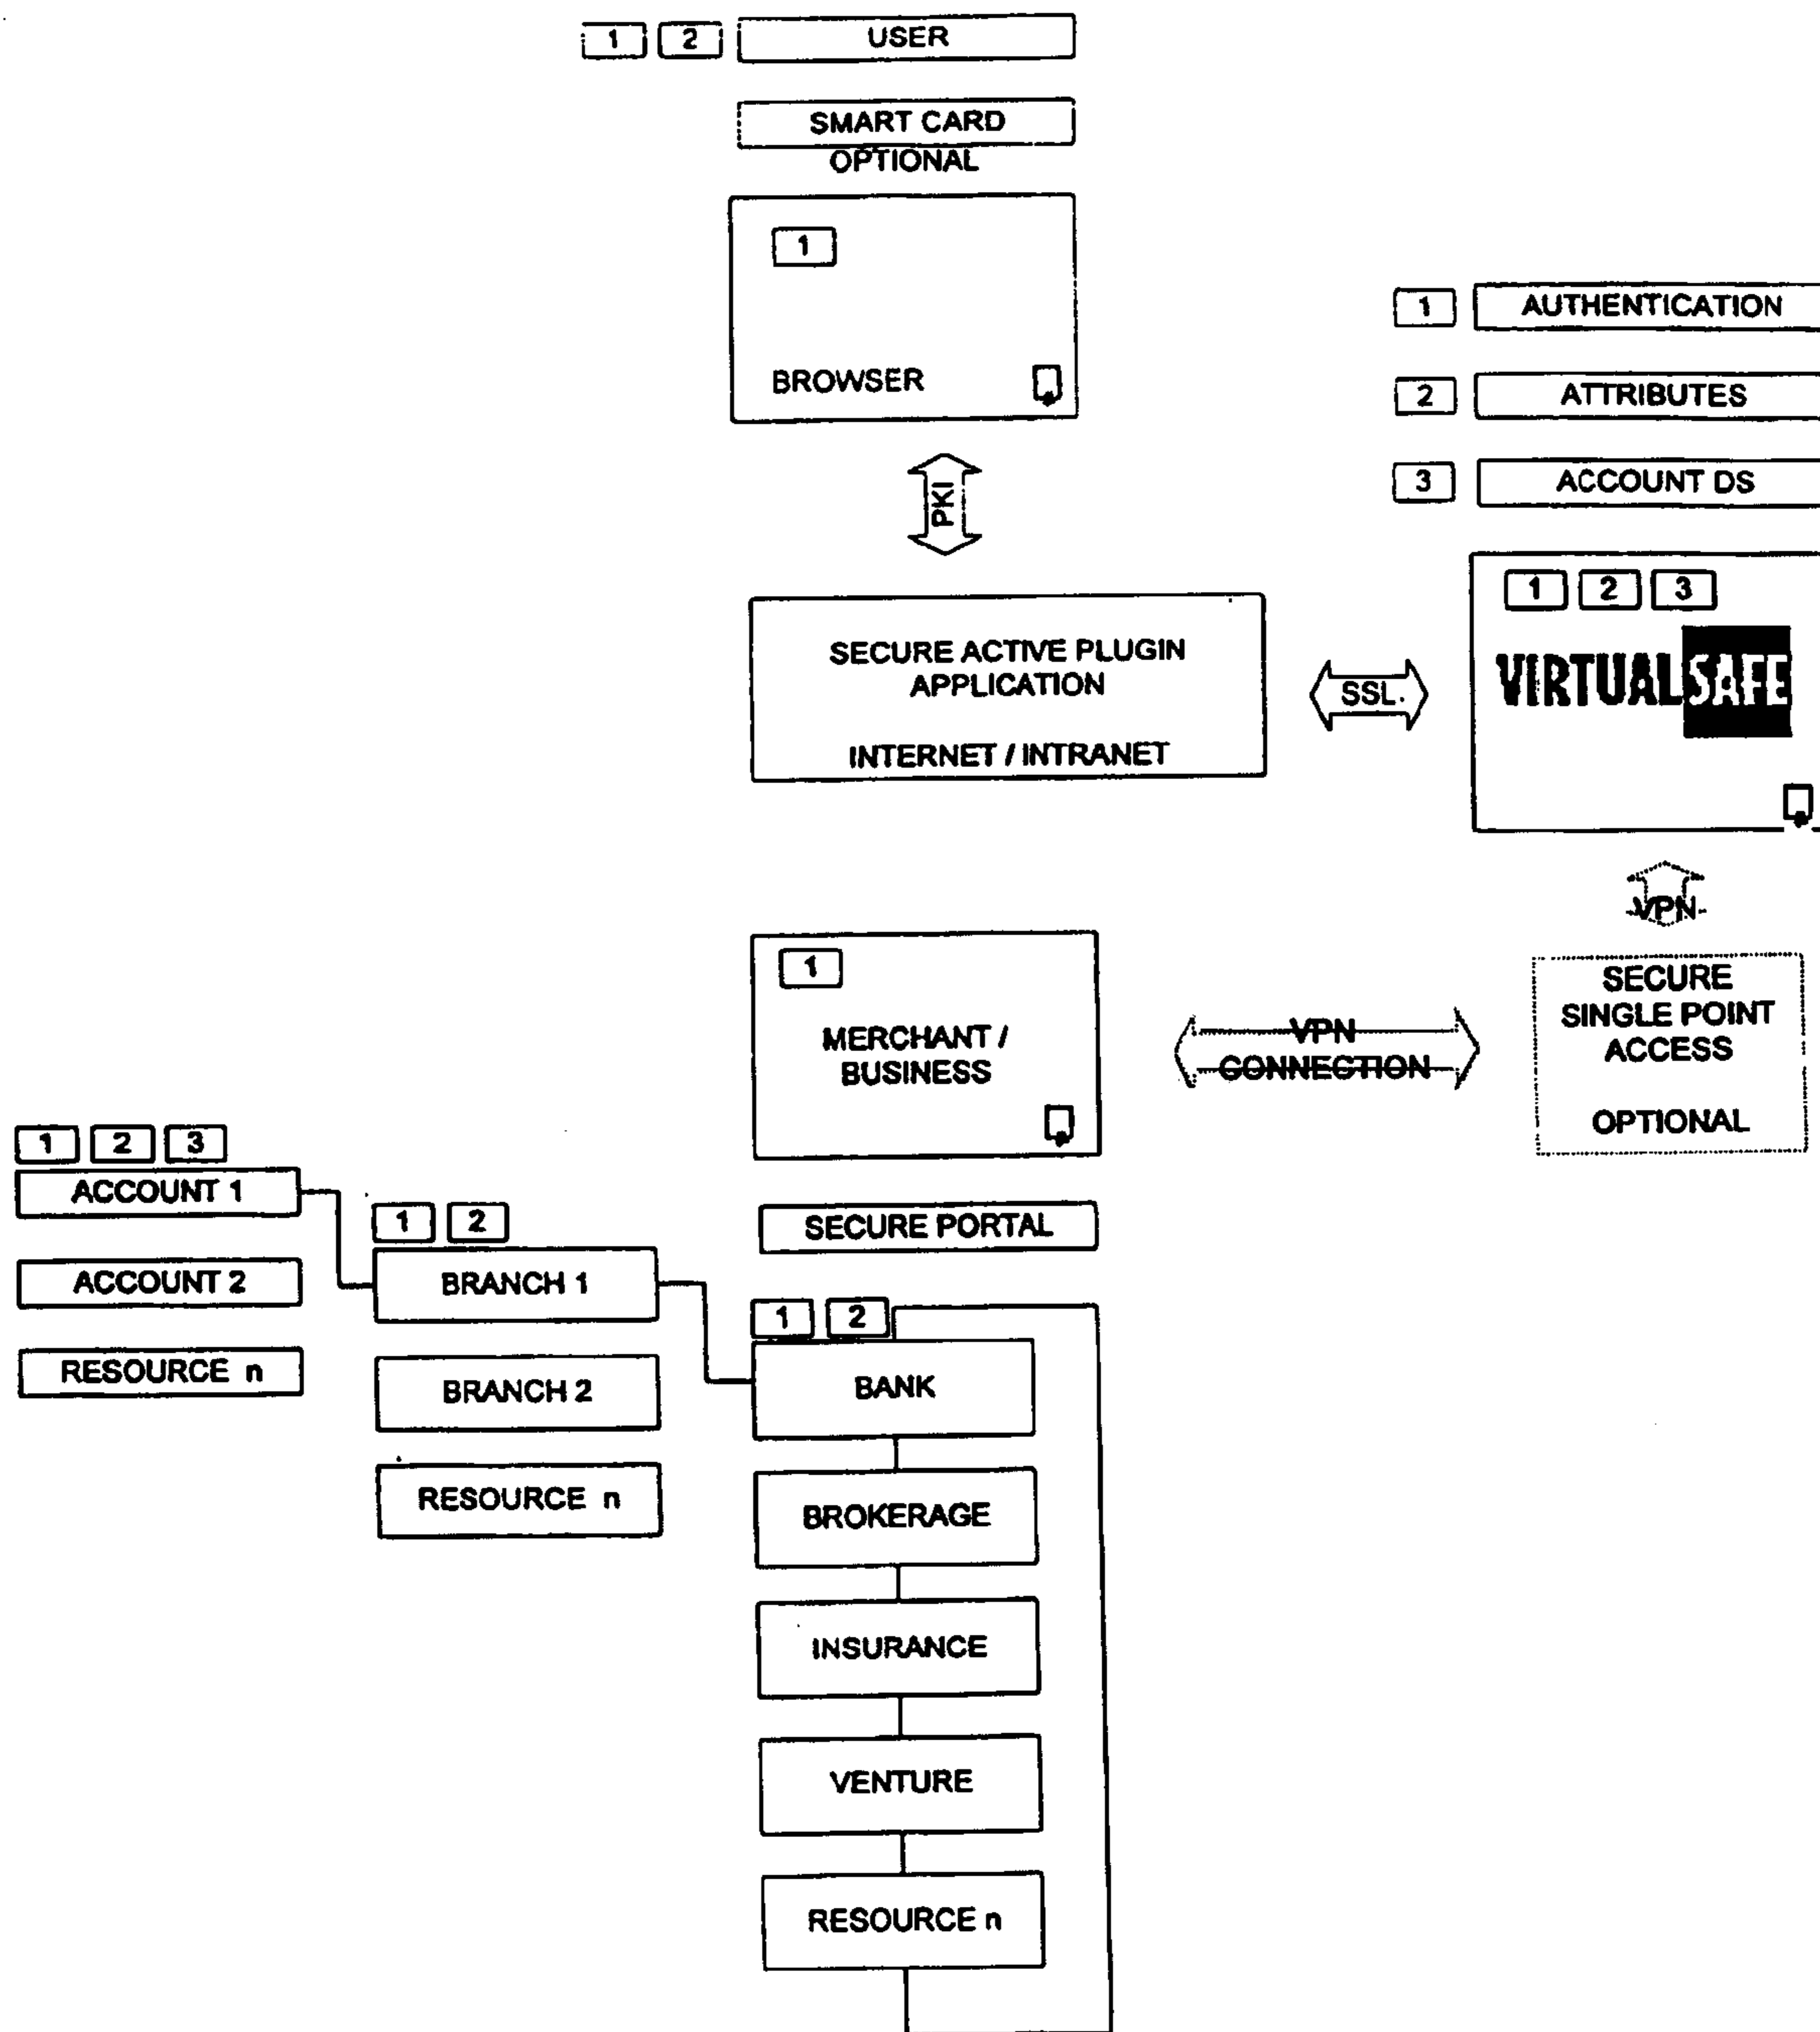 1 2 USER
SMART CARD
OPTIONAL
1
BROWSER
PKI
1 AUTHENTICATION
2 ATTRIBUTES
3 ACCOUNT DS
SECURE ACTIVE PLUGIN
APPLICATION
INTERNET / INTRANET
SSL
1 2 3
VIRTUALSAFE
VPN
1
MERCHANT /
BUSINESS
VPN
CONNECTION
SECURE
SINGLE POINT
ACCESS
OPTIONAL
SECURE PORTAL
1 2 3
ACCOUNT 1
ACCOUNT 2
RESOURCE n
1 2
BRANCH 1
BRANCH 2
RESOURCE n
1 2
BANK
BROKERAGE
INSURANCE
VENTURE
RESOURCE n